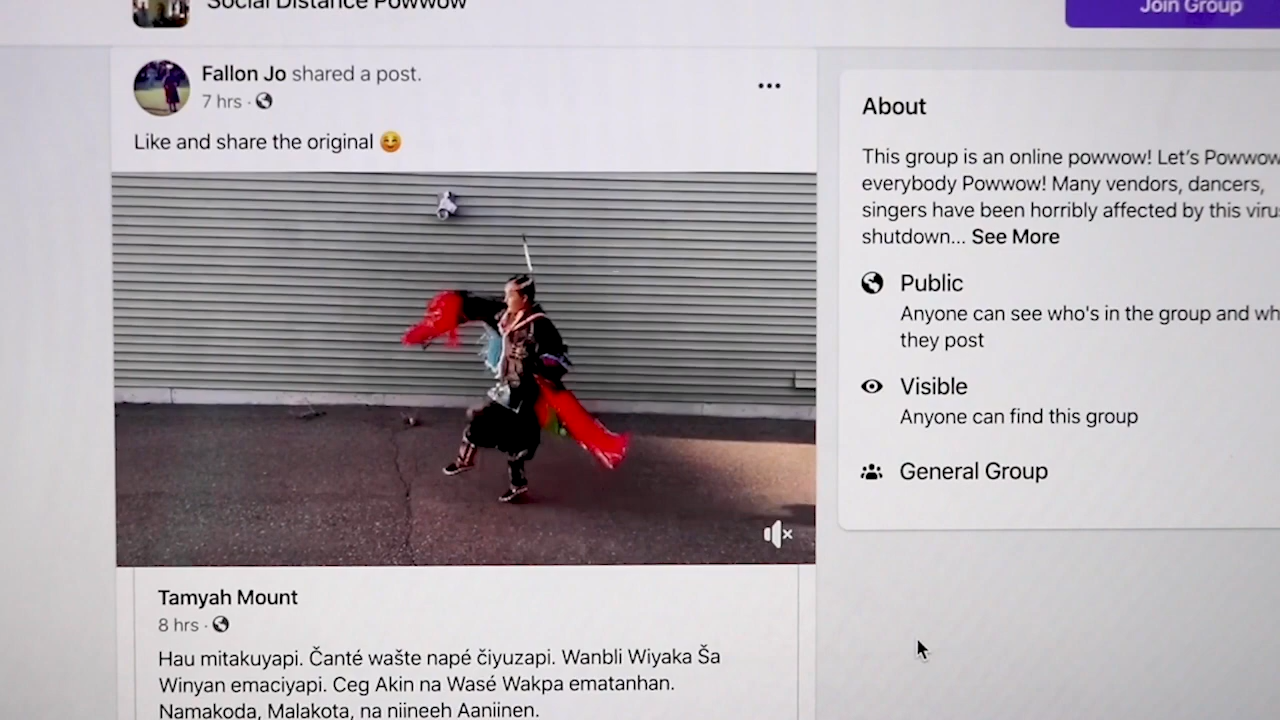 Social Distance Powwow
Join Group
Fallon Jo shared a post.
7 hrs ·
Like and share the original
About
This group is an online powwow! Let's Powwow
everybody Powwow! Many vendors, dancers,
singers have been horribly affected by this
shutdown... See More
Public
Anyone can see who's in the group and
they post
Visible
Anyone can find this group
General Group
Tamyah Mount
8 hrs ·
Hau mitakuyapi. Čanté wašte napé čiyuzapi. Wanbli Wiyaka Ša
Winyan emaciyapi. Ceg Akin na Wasé Wakpa ematanhan.
Namakoda, Malakota, na niineeh Aaniinen.